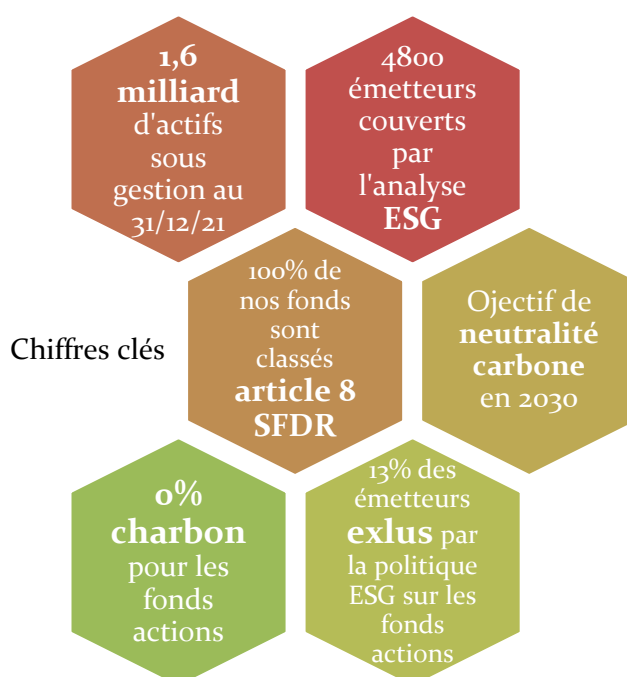 1,6
milliard
d'actifs
sous
gestion au
31/12/21
4800
émetteurs
couverts
par
l'analyse
ESG
Chiffres clés
100% de
nos fonds
sont
classés
article 8
SFDR
Ojectif de
neutralité
carbone
en 2030
0%
charbon
pour les
fonds
actions
13% des
émetteurs
exlus par
la politique
ESG sur les
fonds
actions